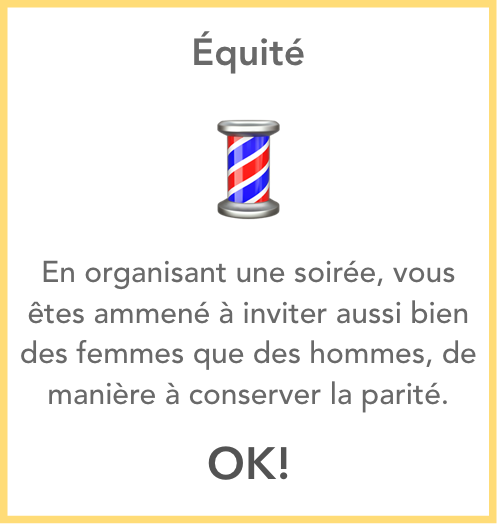 Équité
En organisant une soirée, vous
êtes ammené à inviter aussi bien
des femmes que des hommes, de
manière à conserver la parité.
OK!